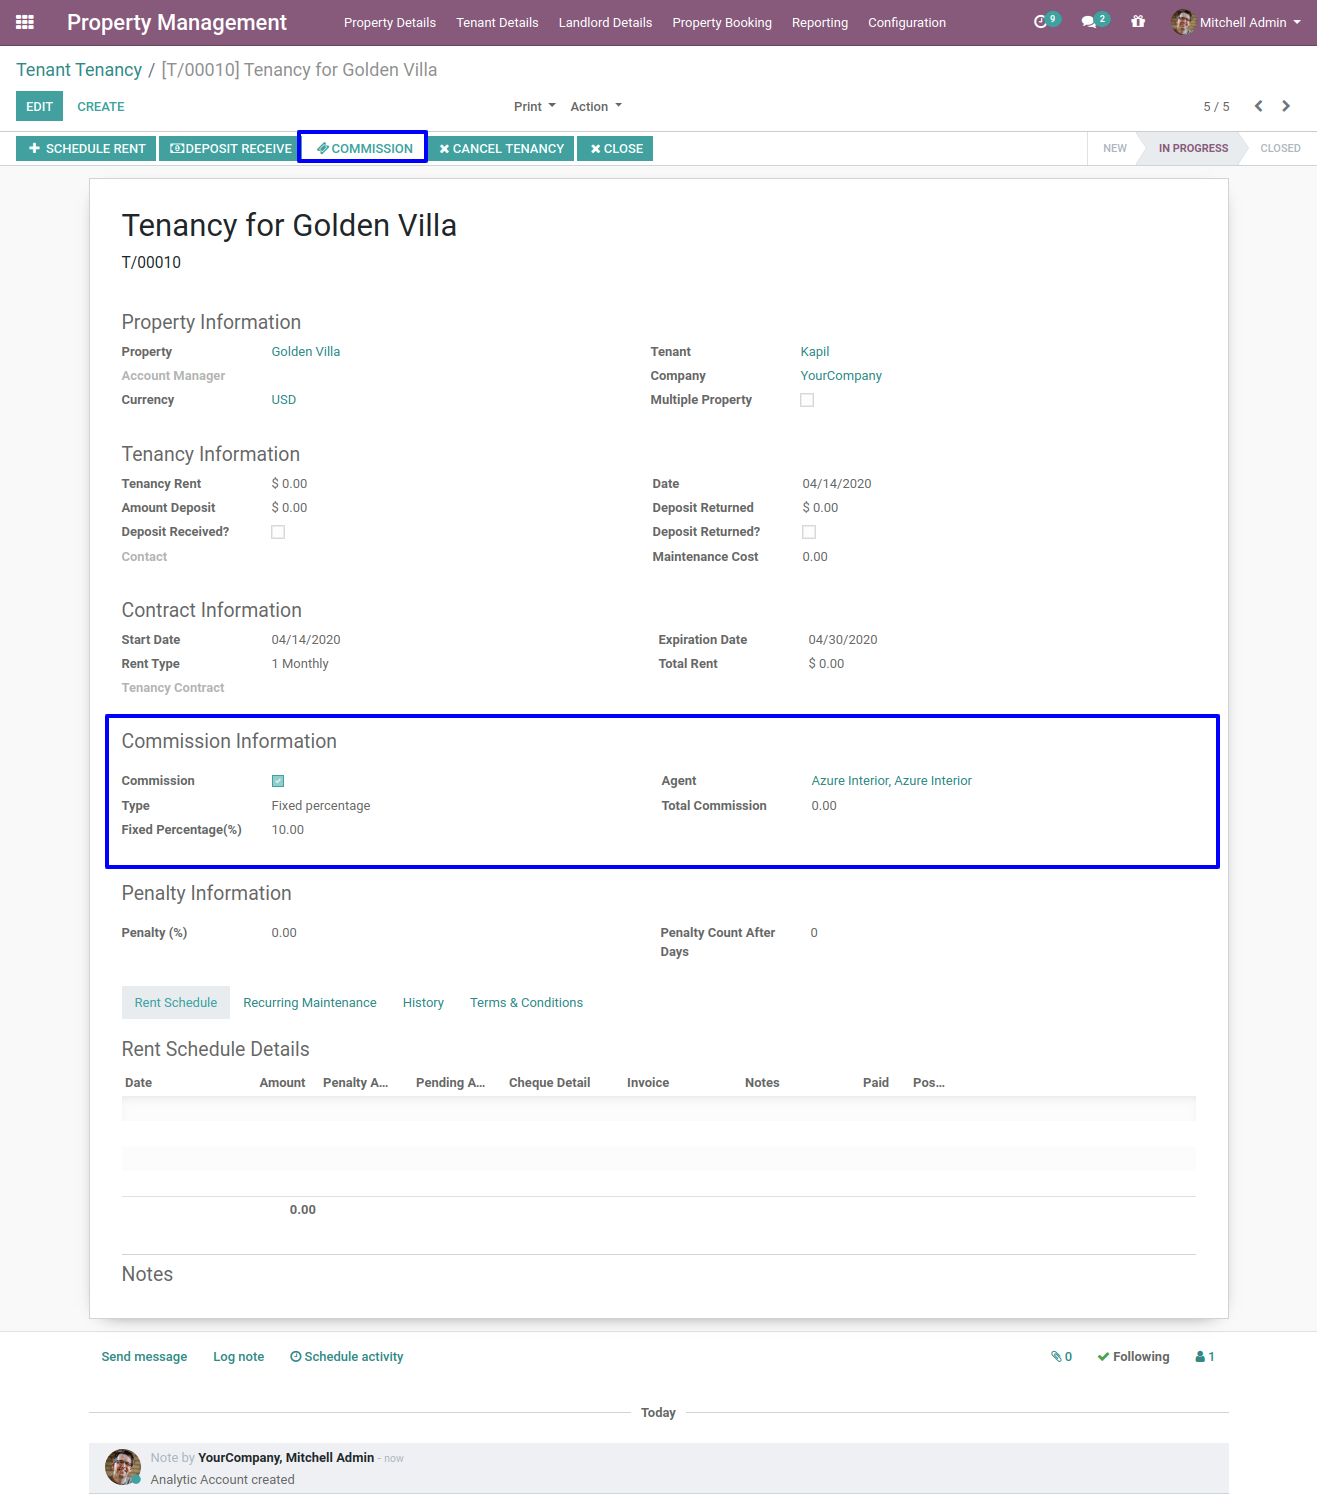 Property Management Property Details Tenant Details Landlord Details Property Booking Reporting Configuration 9 2 Mitchell Admin
Tenant Tenancy / [T/00010] Tenancy for Golden Villa
EDIT CREATE Print Action 5 / 5
SCHEDULE RENT DEPOSIT RECEIVE COMMISSION CANCEL TENANCY CLOSE NEW IN PROGRESS CLOSED
Tenancy for Golden Villa
T/00010
Property Information
Property Golden Villa Tenant Kapil
Account Manager Company YourCompany
Currency USD Multiple Property
Tenancy Information
Tenancy Rent $ 0.00 Date 04/14/2020
Amount Deposit $ 0.00 Deposit Returned $ 0.00
Deposit Received? Deposit Returned?
Contact Maintenance Cost 0.00
Contract Information
Start Date 04/14/2020 Expiration Date 04/30/2020
Rent Type 1 Monthly Total Rent $ 0.00
Tenancy Contract
Commission Information
Commission Agent Azure Interior, Azure Interior
Type Fixed percentage Total Commission 0.00
Fixed Percentage(%) 10.00
Penalty Information
Penalty (%) 0.00 Penalty Count After 0
Days
Rent Schedule Recurring Maintenance History Terms & Conditions
Rent Schedule Details
Date Amount Penalty A... Pending A... Cheque Detail Invoice Notes Paid Pos...
0.00
Notes
Send message Log note Schedule activity 0 Following 1
Today
Note by YourCompany, Mitchell Admin - now
Analytic Account created